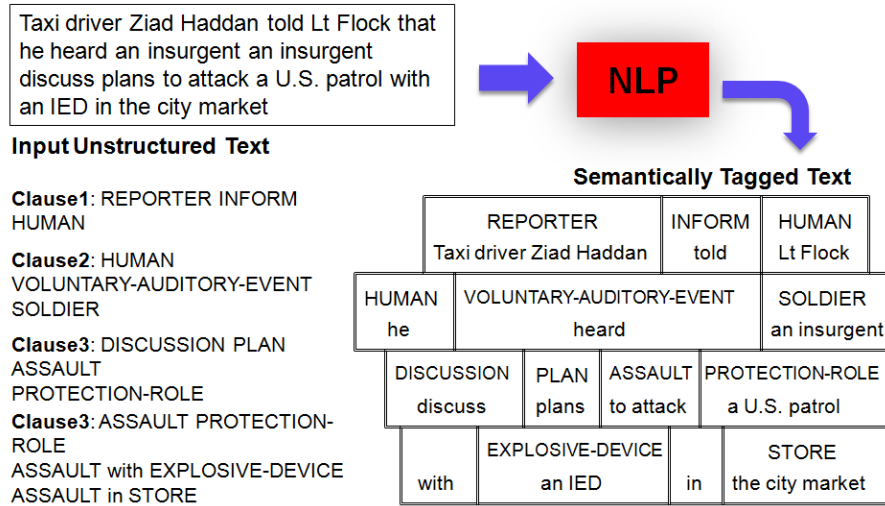 Taxi driver Ziad Haddan told Lt Flock that
he heard an insurgent an insurgent
discuss plans to attack a U.S. patrol with
an IED in the city market
NLP
Input Unstructured Text
Semantically Tagged Text
Clause1: REPORTER INFORM
HUMAN
Clause2: HUMAN
VOLUNTARY-AUDITORY-EVENT
SOLDIER
Clause3: DISCUSSION PLAN
ASSAULT
PROTECTION-ROLE
Clause3: ASSAULT PROTECTION-
ROLE
ASSAULT with EXPLOSIVE-DEVICE
ASSAULT in STORE
REPORTER INFORM HUMAN
Taxi driver Ziad Haddan told Lt Flock
HUMAN VOLUNTARY-AUDITORY-EVENT SOLDIER
he heard an insurgent
DISCUSSION PLAN ASSAULT PROTECTION-ROLE
discuss plans to attack a U.S. patrol
EXPLOSIVE-DEVICE STORE
with an IED in the city market